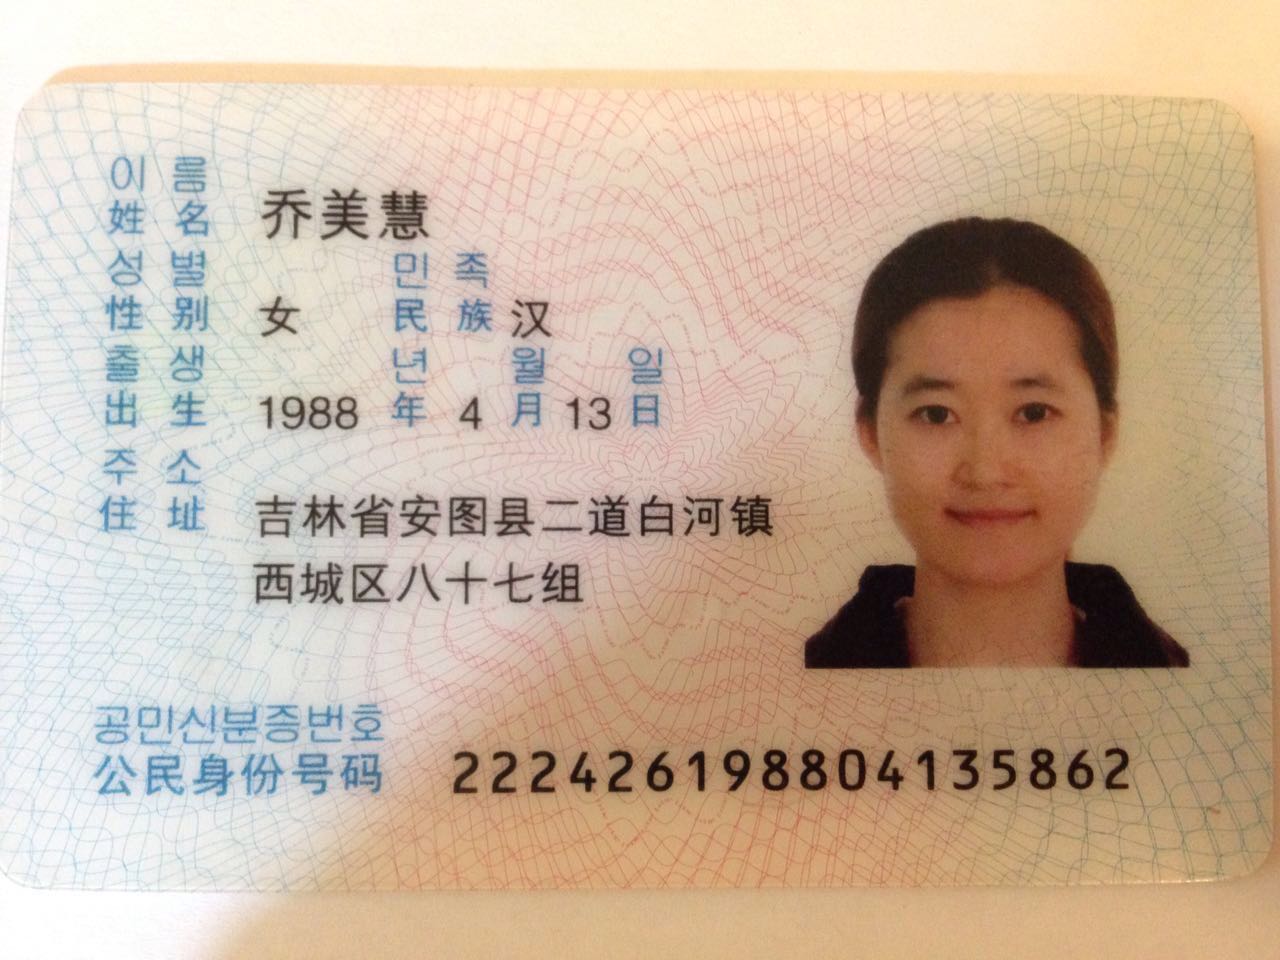 이 름
姓 名 乔美慧
성 별 민 족
性 别 女 民 族 汉
출 생 년 월 일
出 生 1988 年 4 月 13 日
주 소
住 址 吉林省安图县二道白河镇
西城区八十七组
공민신분증번호
公民身份号码 222426198804135862